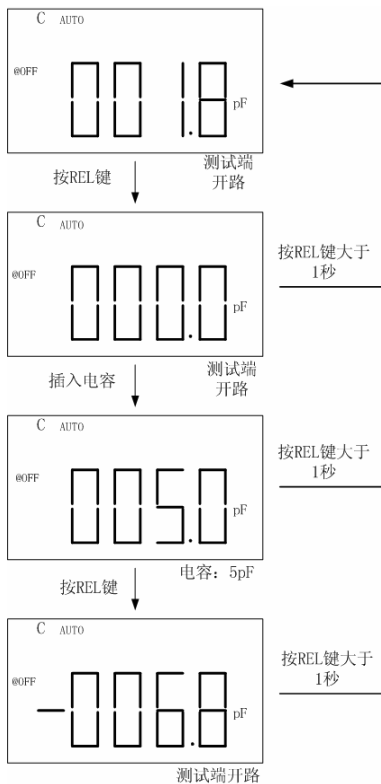 C AUTO
@OFF
001.8 pF
测试端
开路
按REL键
C AUTO
@OFF
000.0 pF
测试端
开路
按REL键大于
1秒
插入电容
C AUTO
@OFF
005.0 pF
电容：5pF
按REL键大于
1秒
按REL键
C AUTO
@OFF
-006.8 pF
测试端开路
按REL键大于
1秒